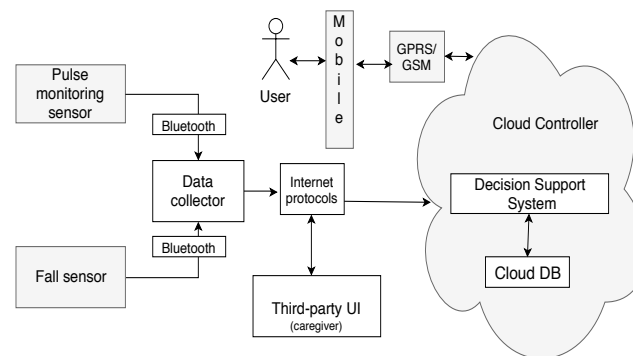 Pulse
monitoring
sensor
Bluetooth
Data
collector
Bluetooth
Fall sensor
Internet
protocols
Third-party UI
(caregiver)
User
M
o
b
i
l
e
GPRS/
GSM
Cloud Controller
Decision Support
System
Cloud DB